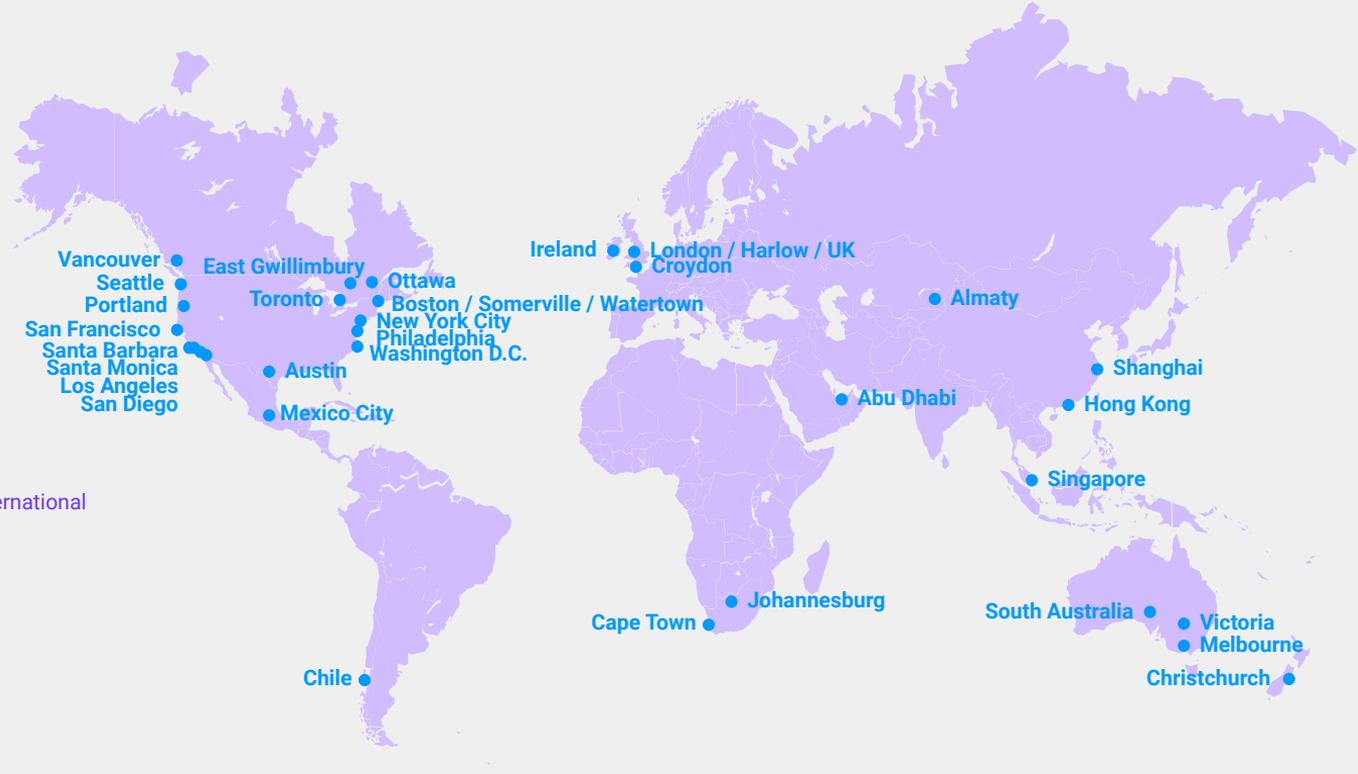 Vancouver
Seattle
Portland
San Francisco
Santa Barbara
Santa Monica
Los Angeles
San Diego
East Gwillimbury
Ottawa
Toronto
Boston / Somerville / Watertown
New York City
Philadelphia
Washington D.C.
Austin
Mexico City
ernational
Chile
Ireland
London / Harlow / UK
Croydon
Almaty
Abu Dhabi
Shanghai
Hong Kong
Singapore
Johannesburg
Cape Town
South Australia
Victoria
Melbourne
Christchurch